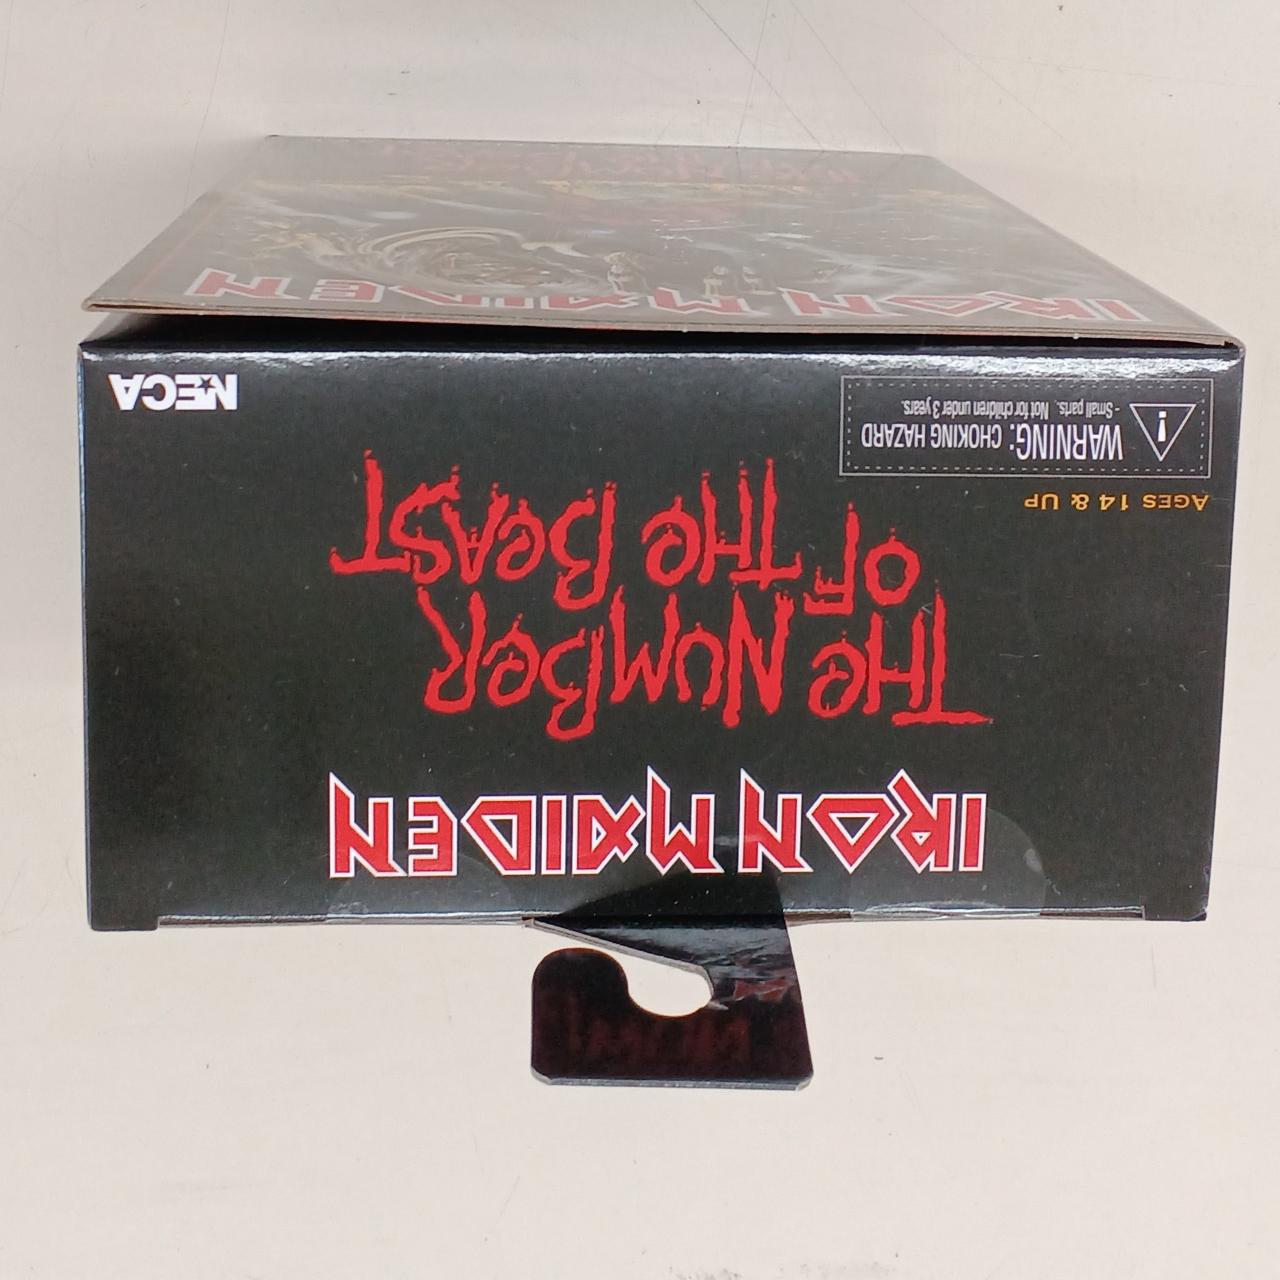 IRON MAIDEN
THE NUMBER
OF THE BEAST
AGES 14 & UP
WARNING: CHOKING HAZARD
- Small parts. Not for children under 3 years.
NECA
IRON MAIDEN